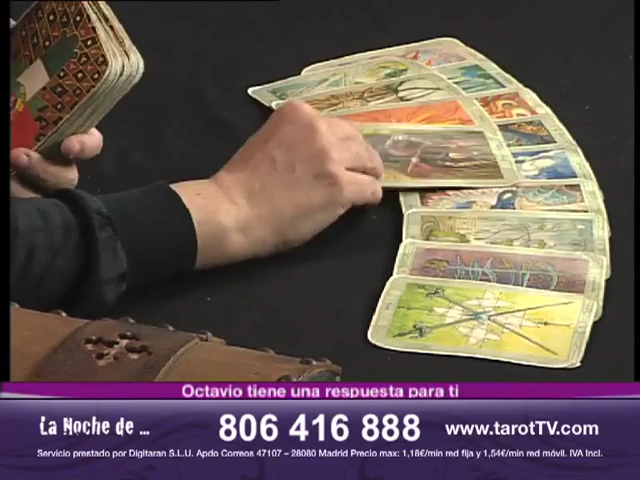 Octavio tiene una respuesta para ti
La Noche de ... 806 416 888 www.tarotTV.com
Servicio prestado por Digitaran S.L.U. Apdo Correos 47107 – 28080 Madrid Precio max: 1,18€/min red fija y 1,54€/min red móvil. IVA Incl.